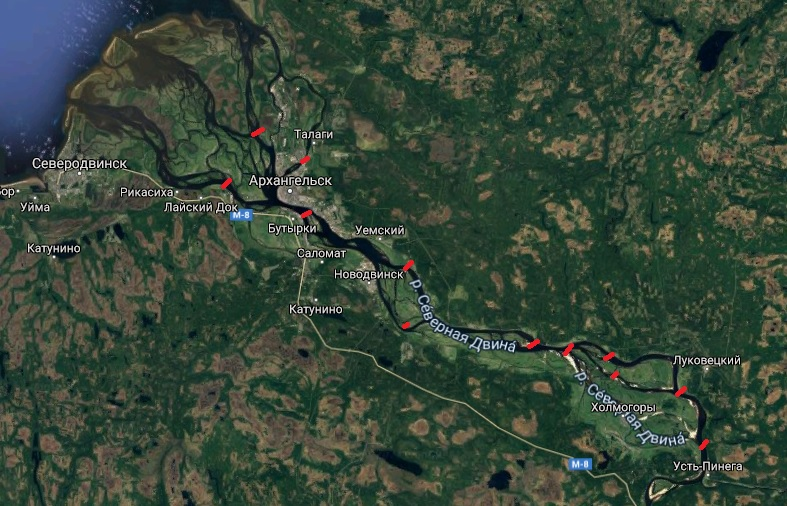 Талаги
Северодвинск
Архангельск
Рикасиха
ор
Уйма
Лайский Док
М-8
Бутырки
Уемский
Катунино
Саломат
Новодвинск
р. Северная Двина
Катунино
Луковецкий
р. Северная Двина
Холмогоры
М-8
Усть-Пинега